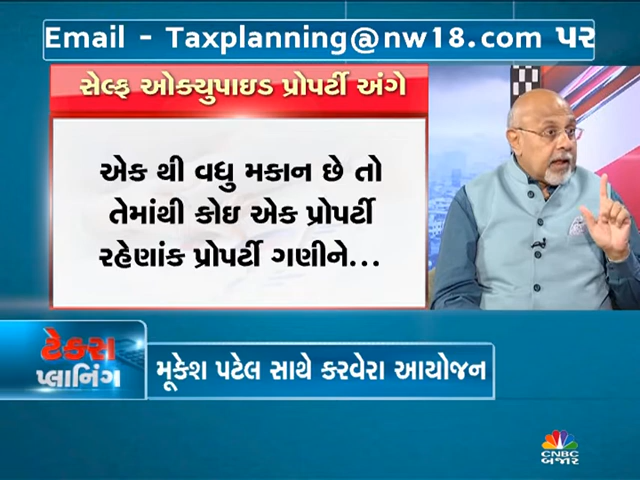 Email - Taxplanning@nw18.com પર
સેલ્ફ ઓક્યુપાઇડ પ્રોપર્ટી અંગે
એક થી વધુ મકાન છે તો
તેમાંથી કોઇ એક પ્રોપર્ટી
રહેણાંક પ્રોપર્ટી ગણીને...
ટેક્સ
પ્લાનિંગ
મૂકેશ પટેલ સાથે કરવેરા આયોજન
CNBC
બજાર